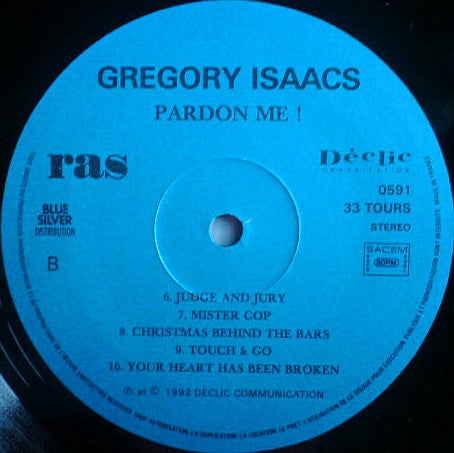 GREGORY ISAACS
PARDON ME !
ras
Déclic
COMMUNICATION
BLUE
SILVER
DISTRIBUTION
0591
33 TOURS
STEREO
SACEM
SDRM
B
6. JUDGE AND JURY
7. MISTER COP
8. CHRISTMAS BEHIND THE BARS
9. TOUCH & GO
10. YOUR HEART HAS BEEN BROKEN
℗ et © 1992 DÉCLIC COMMUNICATION